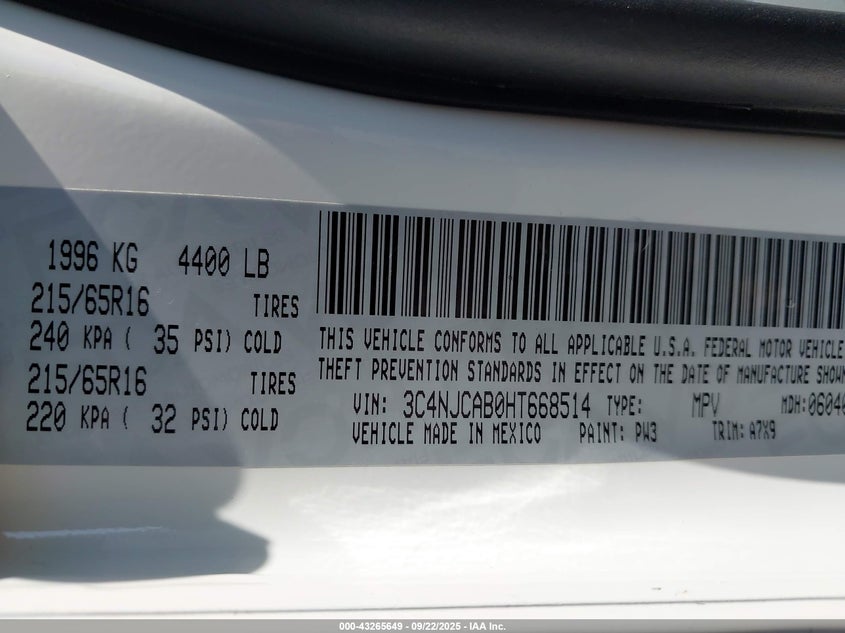 1996 KG 4400 LB
215/65R16 TIRES
240 KPA ( 35 PSI) COLD
215/65R16 TIRES
220 KPA ( 32 PSI) COLD
THIS VEHICLE CONFORMS TO ALL APPLICABLE U.S.A. FEDERAL MOTOR VEHICLE
THEFT PREVENTION STANDARDS IN EFFECT ON THE DATE OF MANUFACTURE SHOWN
VIN: 3C4NJCAB0HT668514 TYPE: MPV MDH:06040
VEHICLE MADE IN MEXICO PAINT: PW3 TRIM: A7X9
000-43265649 - 09/22/2025 - IAA Inc.